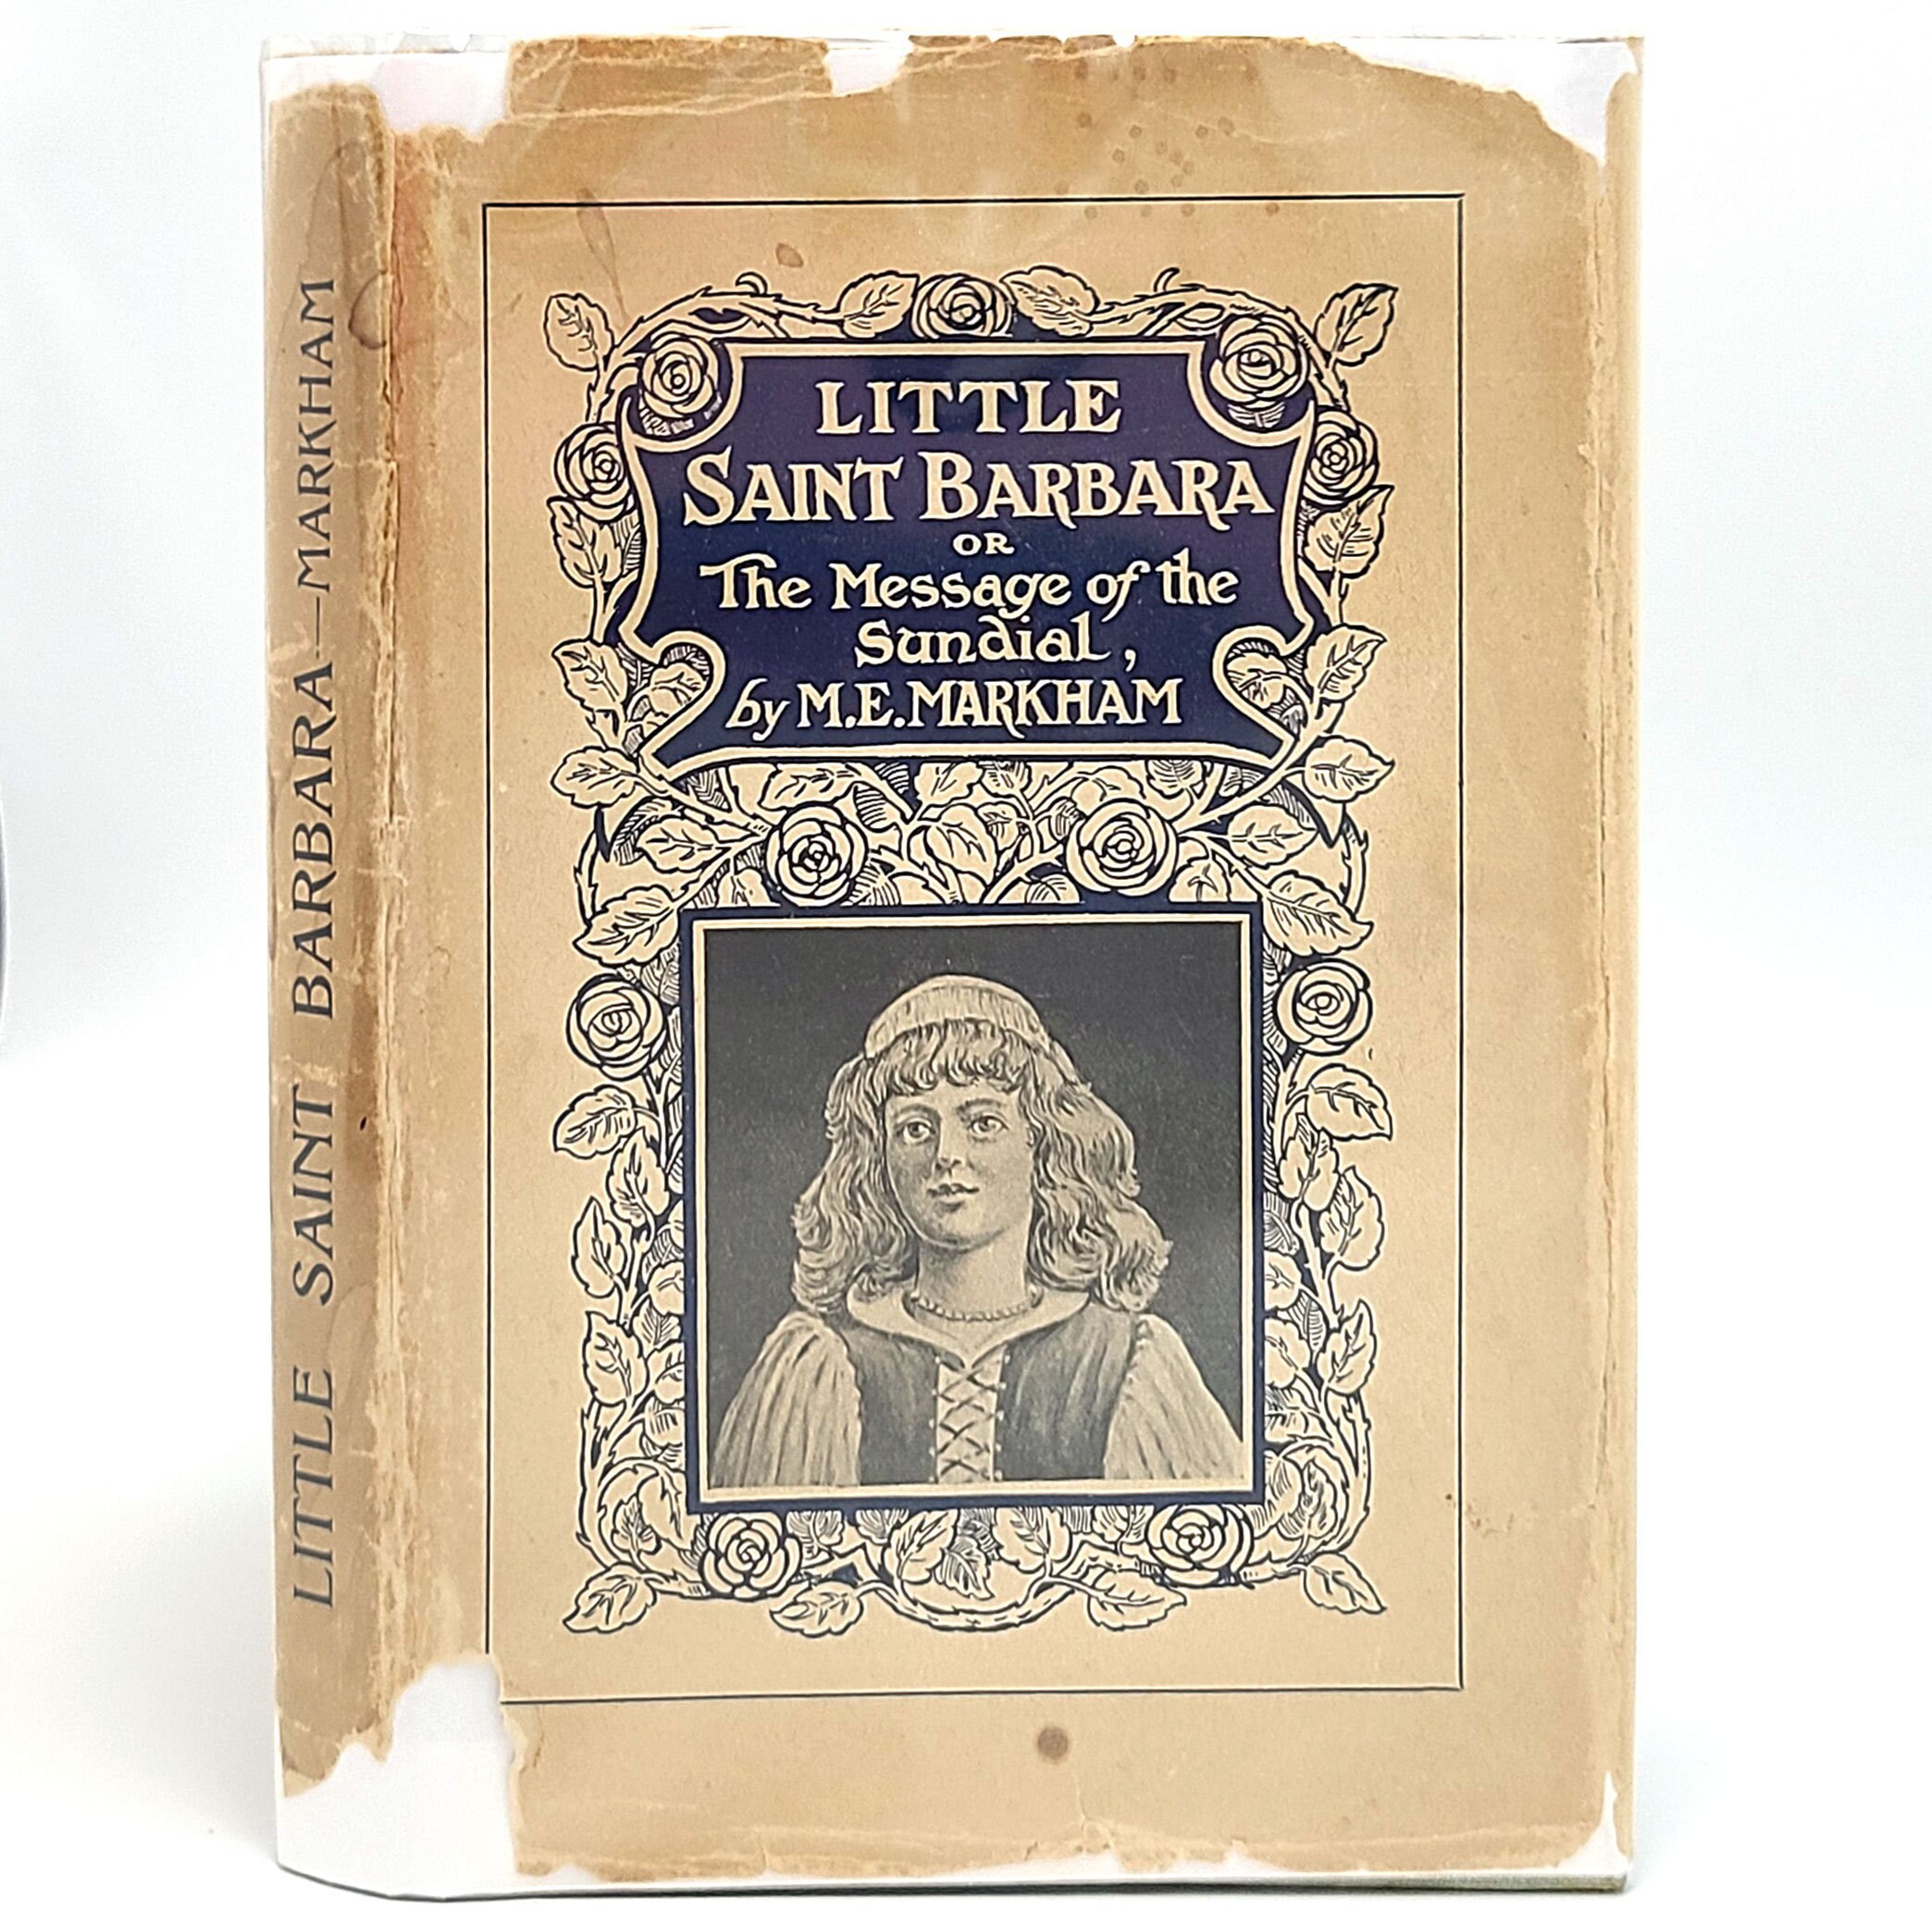 LITTLE SAINT BARBARA—MARKHAM
LITTLE
SAINT BARBARA
OR
The Message of the
Sundial,
by M.E.MARKHAM